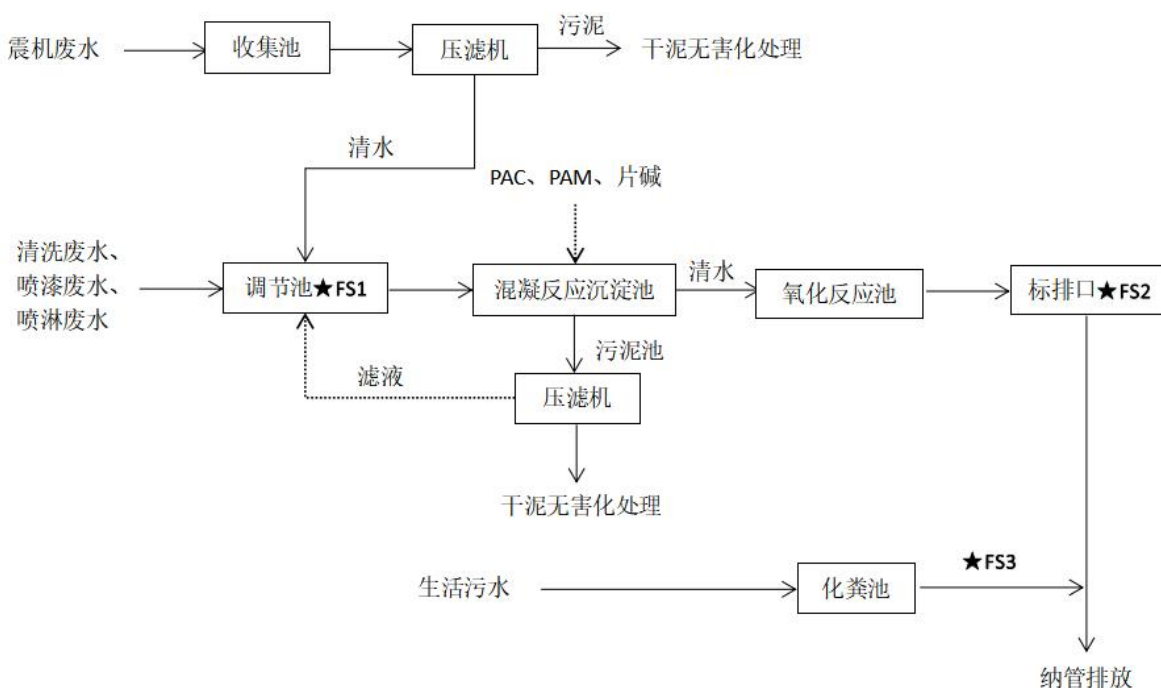 震机废水
收集池
压滤机
污泥
干泥无害化处理
清水
PAC、PAM、片碱
清洗废水、
喷漆废水、
喷淋废水
调节池★FS1
混凝反应沉淀池
清水
氧化反应池
标排口★FS2
污泥池
滤液
压滤机
干泥无害化处理
生活污水
化粪池
★FS3
纳管排放